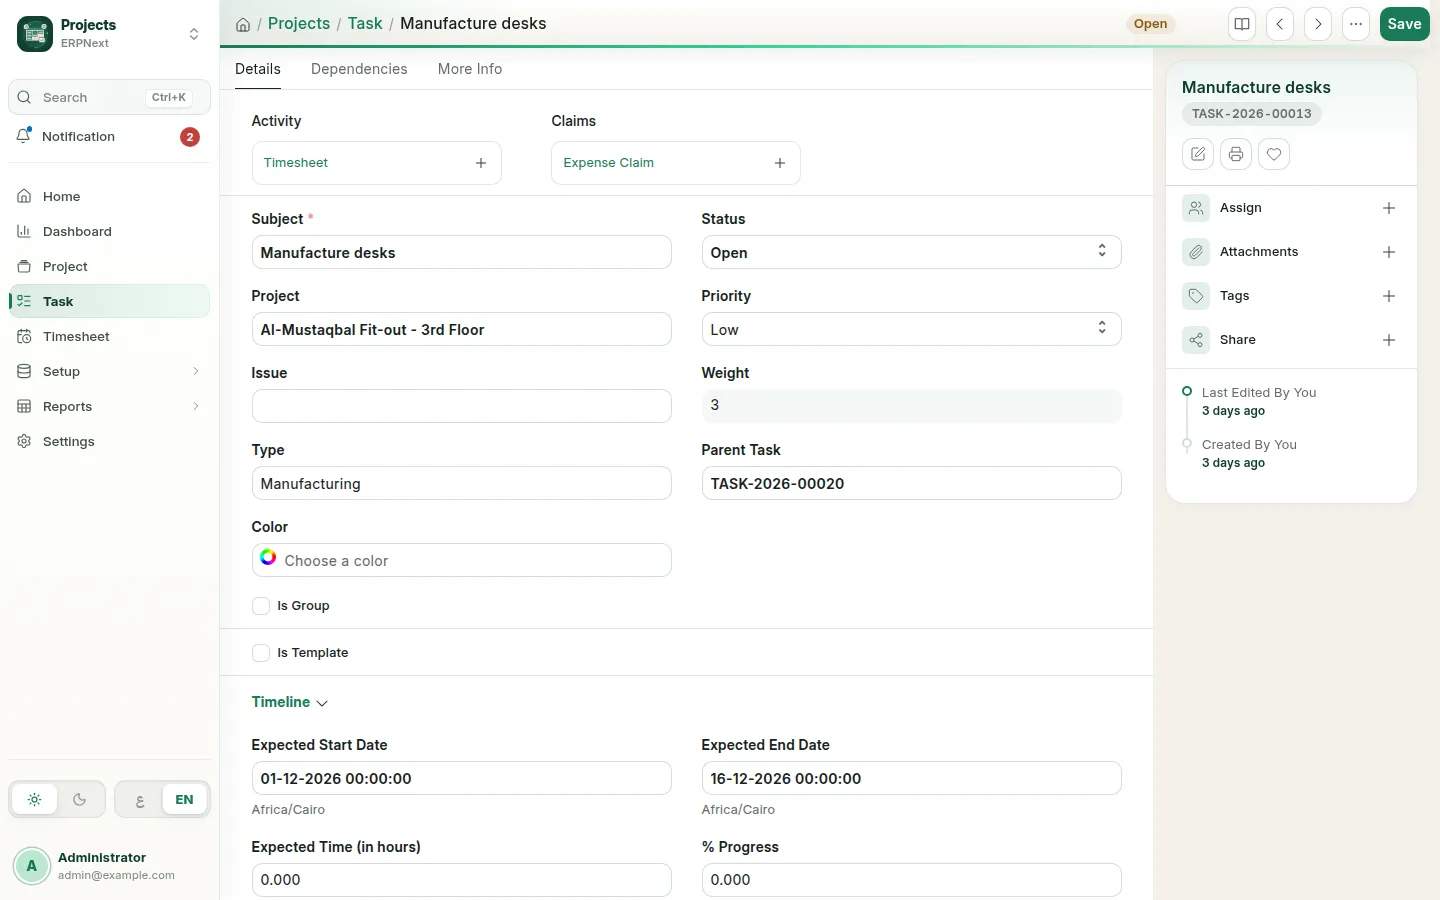 Projects
ERPNext
Search
Ctrl+K
Notification
2
Home
Dashboard
Project
Task
Timesheet
Setup
Reports
Settings
ع
EN
A
Administrator
admin@example.com
/ Projects / Task / Manufacture desks
Open
Save
Details
Dependencies
More Info
Activity
Claims
Timesheet
Expense Claim
Subject *
Manufacture desks
Status
Open
Project
Al-Mustaqbal Fit-out - 3rd Floor
Priority
Low
Issue
Weight
3
Type
Manufacturing
Parent Task
TASK-2026-00020
Color
Choose a color
Is Group
Is Template
Timeline
Expected Start Date
01-12-2026 00:00:00
Africa/Cairo
Expected End Date
16-12-2026 00:00:00
Africa/Cairo
Expected Time (in hours)
0.000
% Progress
0.000
Manufacture desks
TASK-2026-00013
Assign
Attachments
Tags
Share
Last Edited By You
3 days ago
Created By You
3 days ago